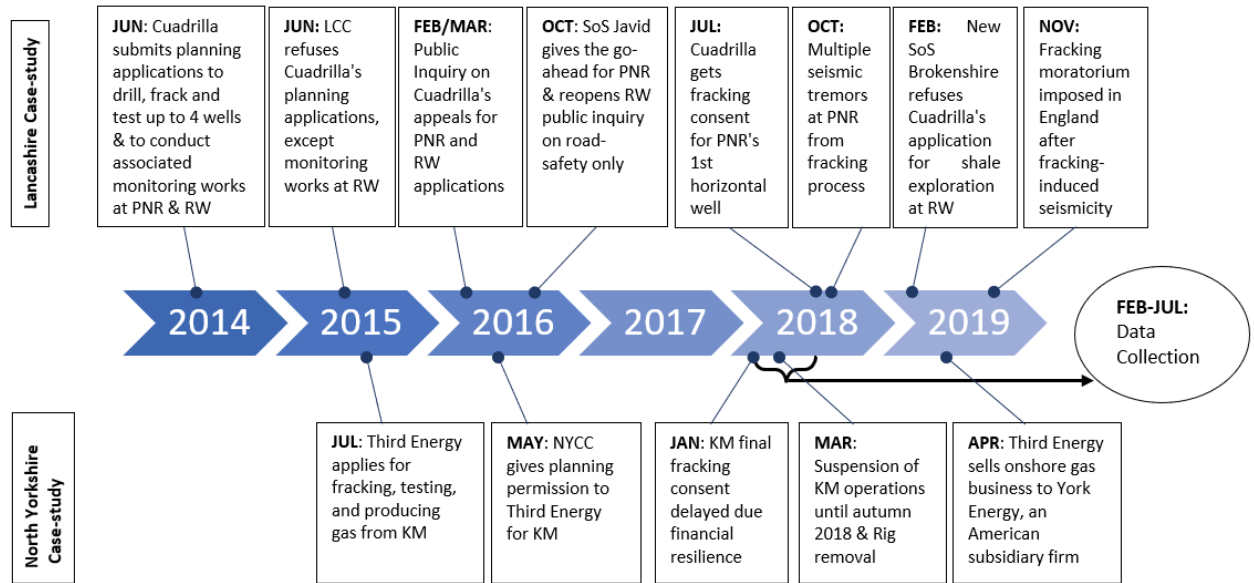 Lancashire Case-study
JUN: Cuadrilla
submits planning
applications to
drill, frack and
test up to 4 wells
& to conduct
associated
monitoring works
at PNR & RW
JUN: LCC
refuses
Cuadrilla's
planning
applications,
except
monitoring
works at RW
FEB/MAR:
Public
Inquiry on
Cuadrilla's
appeals for
PNR and
RW
applications
OCT: SoS Javid
gives the go-
ahead for PNR
& reopens RW
public inquiry
on road-
safety only
JUL:
Cuadrilla
gets
fracking
consent
for PNR's
1st
horizontal
well
OCT:
Multiple
seismic
tremors
at PNR
from
fracking
process
FEB: New
SoS
Brokenshire
refuses
Cuadrilla's
application
for shale
exploration
at RW
NOV:
Fracking
moratorium
imposed in
England
after
fracking-
induced
seismicity
2014
2015
2016
2017
2018
2019
FEB-JUL:
Data
Collection
North Yorkshire
Case-study
JUL: Third Energy
applies for
fracking, testing,
and producing
gas from KM
MAY: NYCC
gives planning
permission to
Third Energy
for KM
JAN: KM final
fracking
consent
delayed due
financial
resilience
MAR:
Suspension of
KM operations
until autumn
2018 & Rig
removal
APR: Third Energy
sells onshore gas
business to York
Energy, an
American
subsidiary firm